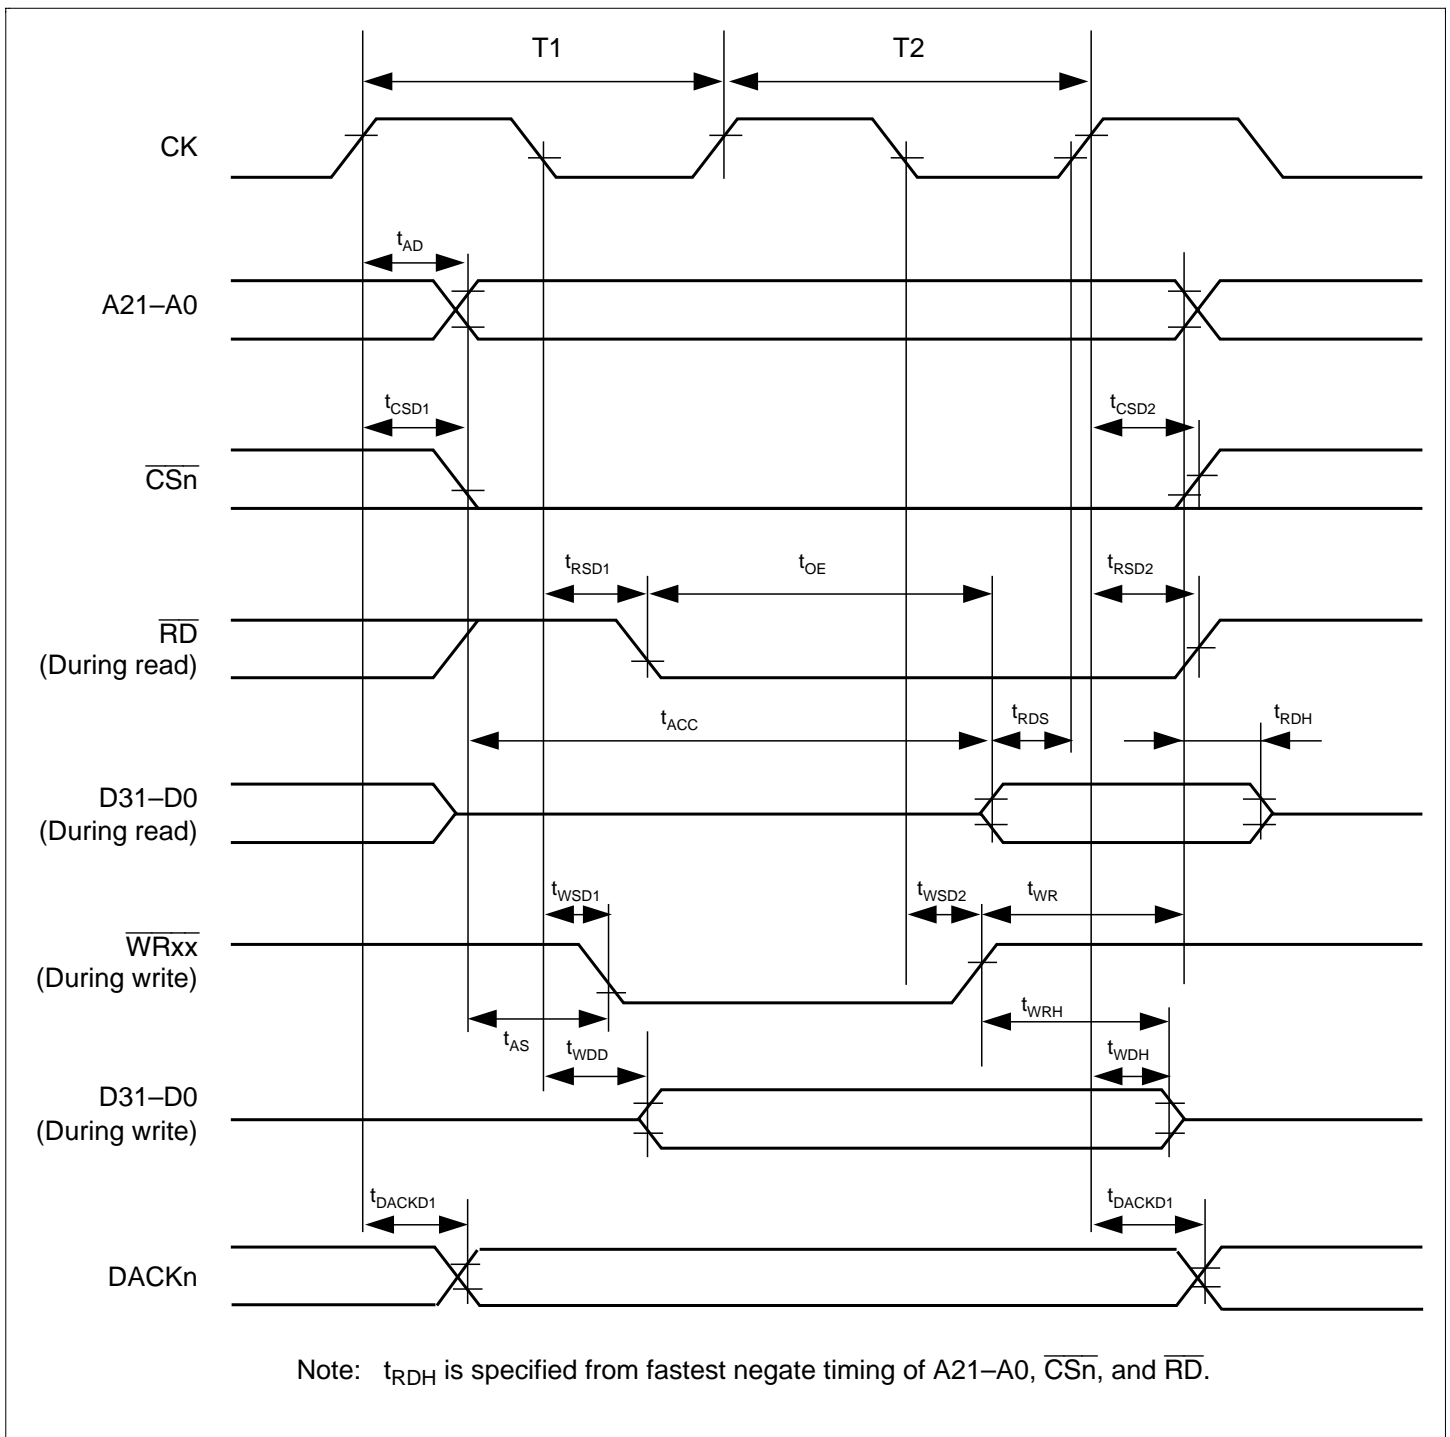 T1 T2
CK
tAD
A21–A0
tCSD1 tCSD2
CSn
tRSD1 tOE tRSD2
RD
(During read)
tACC tRDS tRDH
D31–D0
(During read)
tWSD1 tWSD2 tWR
WRxx
(During write)
tWRH
tAS tWDD tWDH
D31–D0
(During write)
tDACKD1 tDACKD1
DACKn
Note: tRDH is specified from fastest negate timing of A21–A0, CSn, and RD.